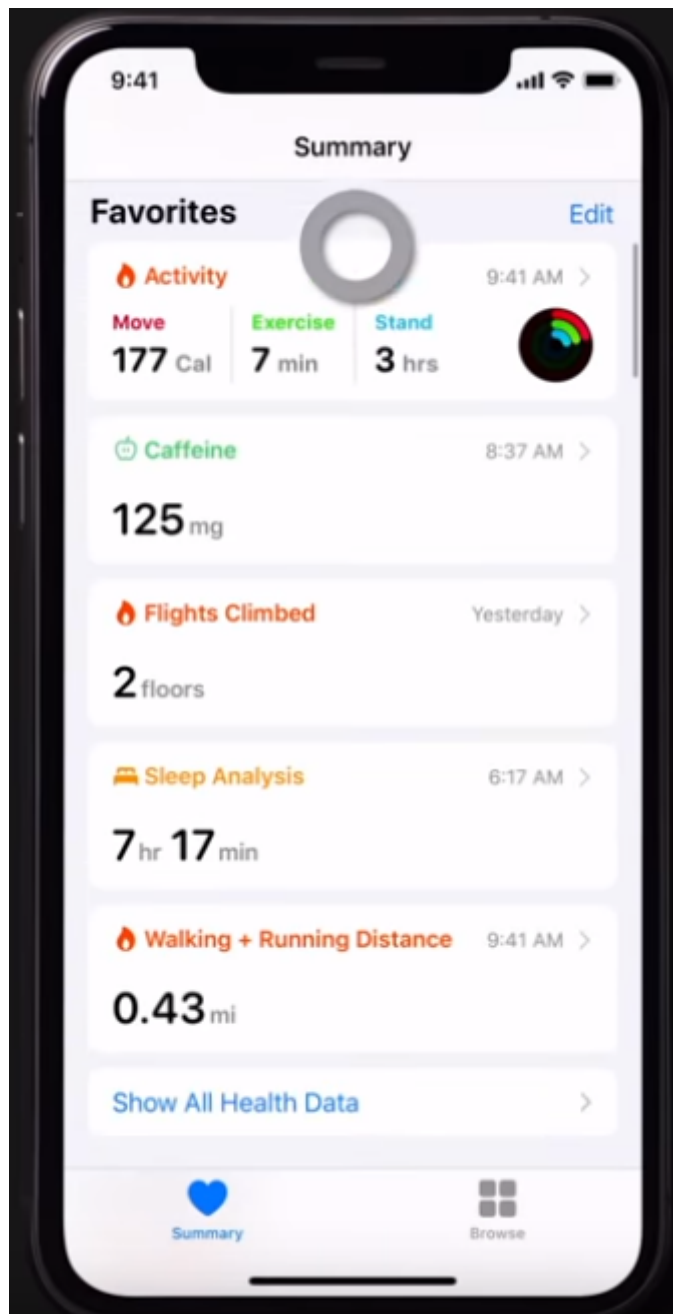 9:41
Summary
Favorites Edit
Activity 9:41 AM
Move Exercise Stand
177 Cal 7 min 3 hrs
Caffeine 8:37 AM
125 mg
Flights Climbed Yesterday
2 floors
Sleep Analysis 6:17 AM
7 hr 17 min
Walking + Running Distance 9:41 AM
0.43 mi
Show All Health Data
Summary Browse